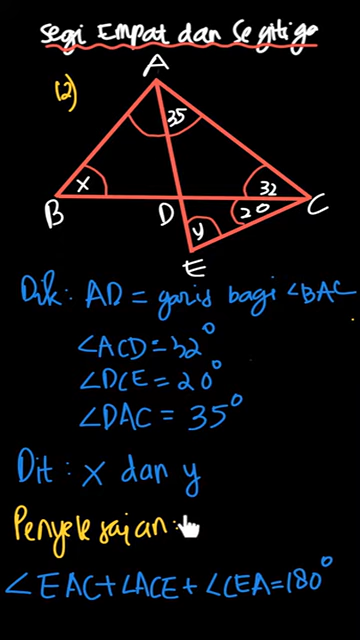 Segi Empat dan Segitiga
(2)
A
35
x
32
B
D
20
C
y
E
Dik: AD = garis bagi ∠BAC
∠ACD = 32°
∠DCE = 20°
∠DAC = 35°
Dit : x dan y
Penyelesaian:
∠EAC + ∠ACE + ∠CEA = 180°